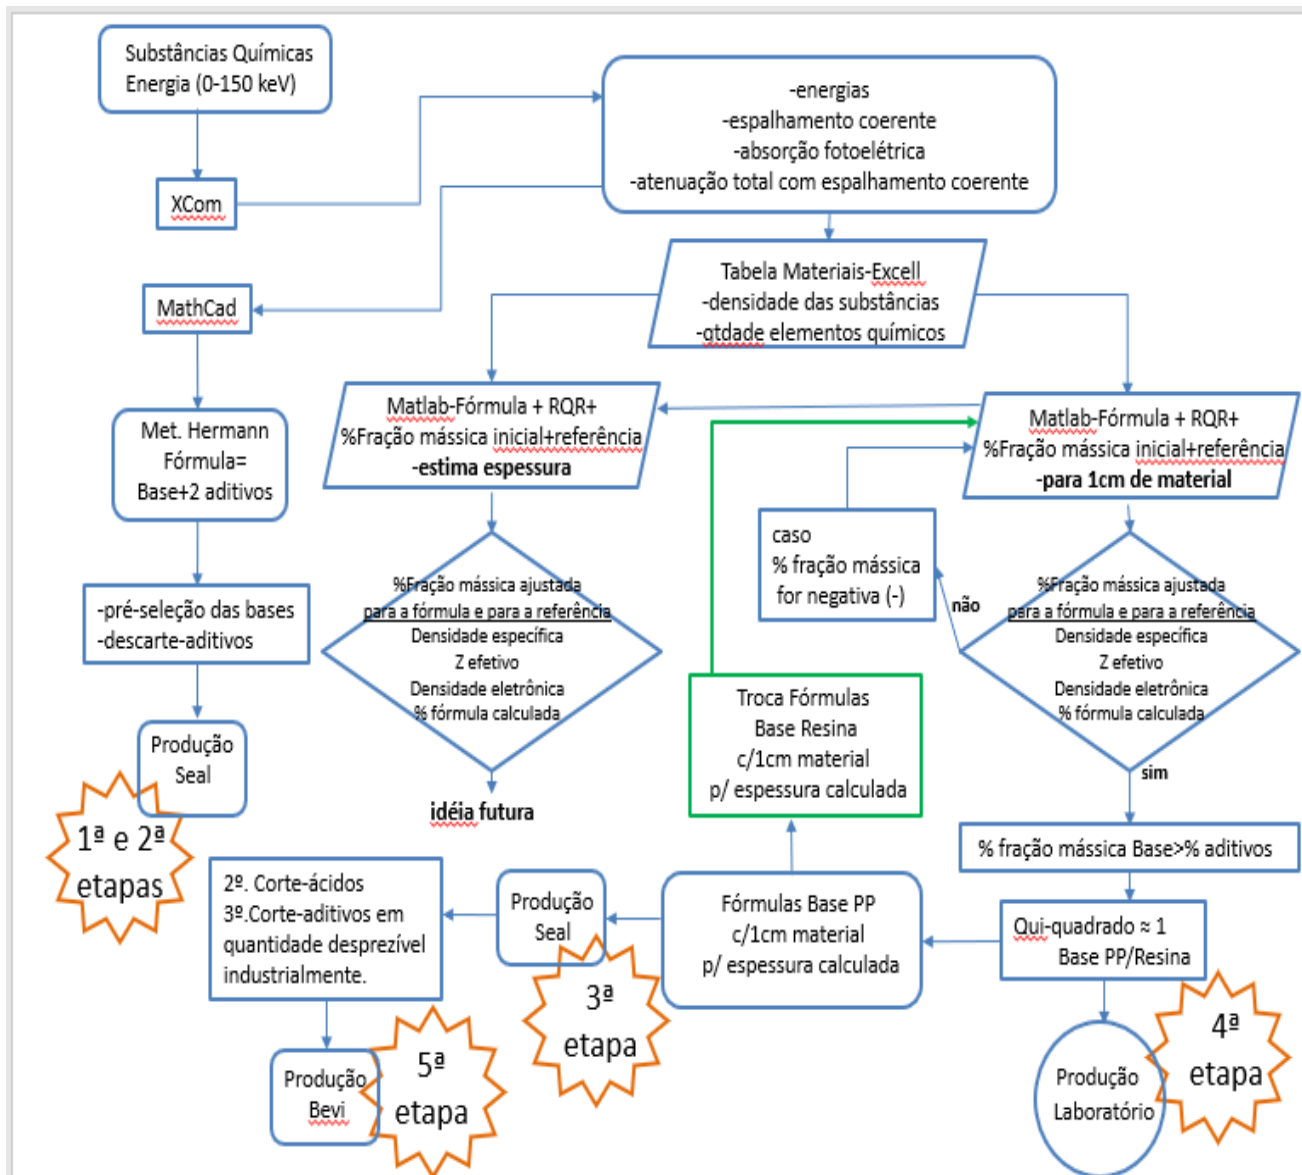 Substâncias Químicas
Energia (0-150 keV)
XCom
-energias
-espalhamento coerente
-absorção fotoelétrica
-atenuação total com espalhamento coerente
Tabela Materiais-Excell
-densidade das substâncias
-qtdade elementos químicos
MathCad
Met. Hermann
Fórmula=
Base+2 aditivos
-pré-seleção das bases
-descarte-aditivos
Produção
Seal
1ª e 2ª
etapas
Matlab-Fórmula + RQR+
%Fração mássica inicial+referência
-estima espessura
%Fração mássica ajustada
para a fórmula e para a referência
Densidade específica
Z efetivo
Densidade eletrônica
% fórmula calculada
idéia futura
Matlab-Fórmula + RQR+
%Fração mássica inicial+referência
-para 1cm de material
caso
% fração mássica
for negativa (-)
não
%Fração mássica ajustada
para a fórmula e para a referência
Densidade específica
Z efetivo
Densidade eletrônica
% fórmula calculada
sim
Troca Fórmulas
Base Resina
c/1cm material
p/ espessura calculada
% fração mássica Base>% aditivos
Qui-quadrado ≈ 1
Base PP/Resina
Fórmulas Base PP
c/1cm material
p/ espessura calculada
Produção
Seal
3ª
etapa
2º. Corte-ácidos
3º.Corte-aditivos em
quantidade desprezível
industrialmente.
Produção
Bevi
5ª
etapa
Produção
Laboratório
4ª
etapa